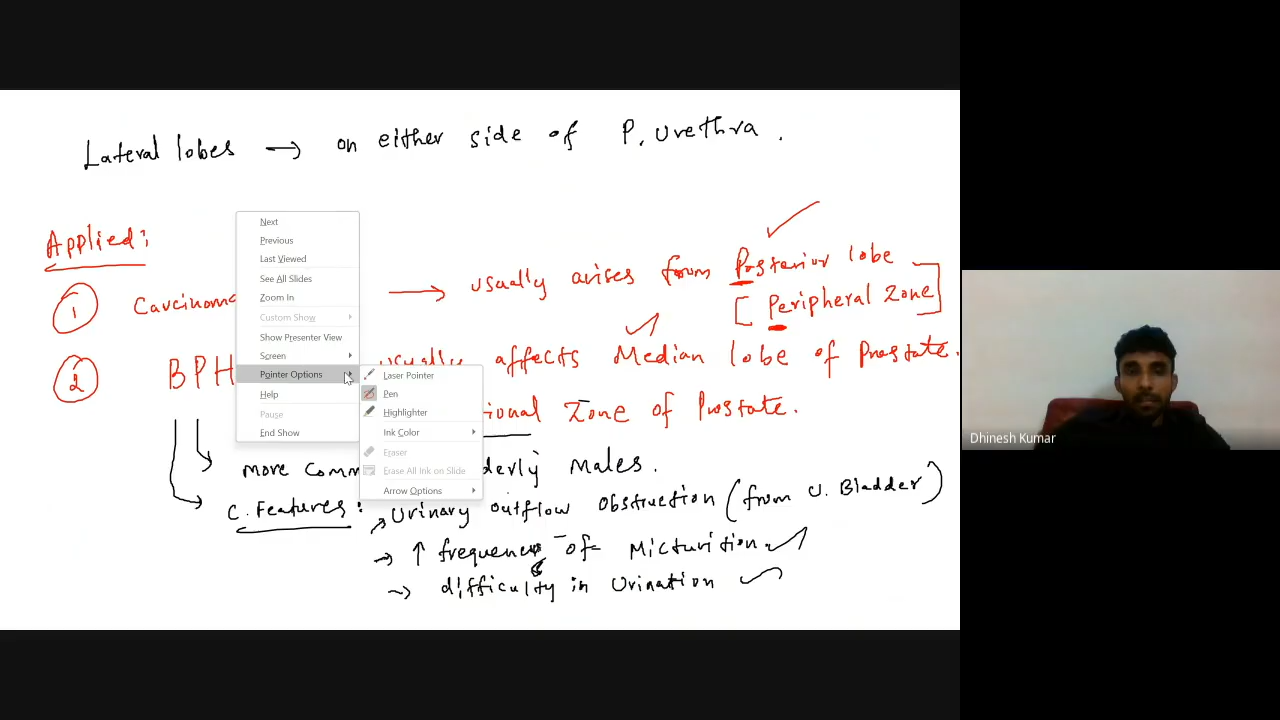 Lateral lobes → on either side of P. Urethra.
Applied:
① Carcinoma → usually arises from Posterior lobe
[Peripheral Zone]
② BPH usually affects Median lobe of Prostate.
ional Zone of Prostate.
more comm derly males.
C. Features: → Urinary outflow obstruction (from U. Bladder)
→ ↑ frequency of Micturition
→ difficulty in Urination
Next
Previous
Last Viewed
See All Slides
Zoom In
Custom Show
Show Presenter View
Screen
Pointer Options
Help
Pause
End Show
Laser Pointer
Pen
Highlighter
Ink Color
Eraser
Erase All Ink on Slide
Arrow Options
Dhinesh Kumar